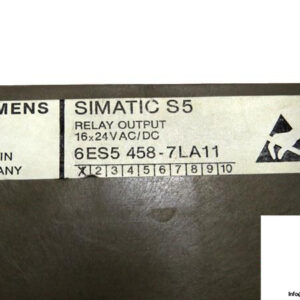 MENS SIMATIC S5
RELAY OUTPUT
16x24VAC/DC
IN 6ES5 458-7LA11
ANY X 2 3 4 5 6 7 8 9 10